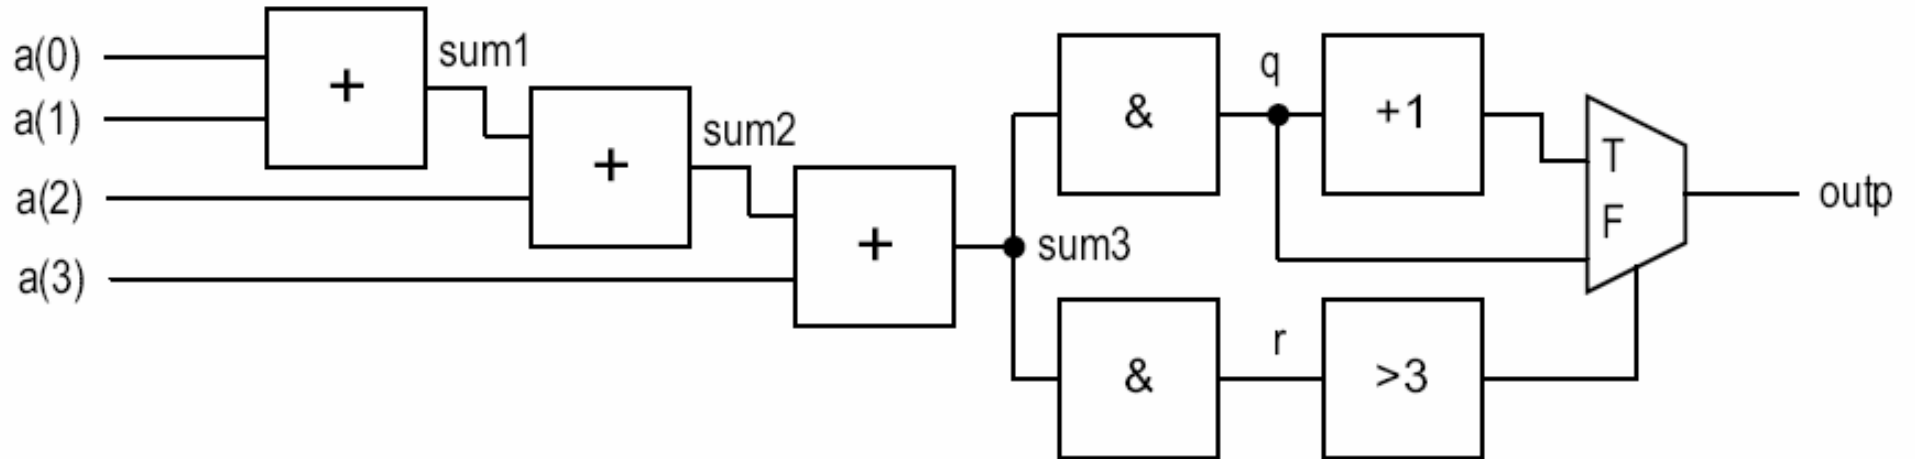 a(0)
a(1)
a(2)
a(3)
+
sum1
+
sum2
+
sum3
&
q
+1
&
r
>3
T
F
outp